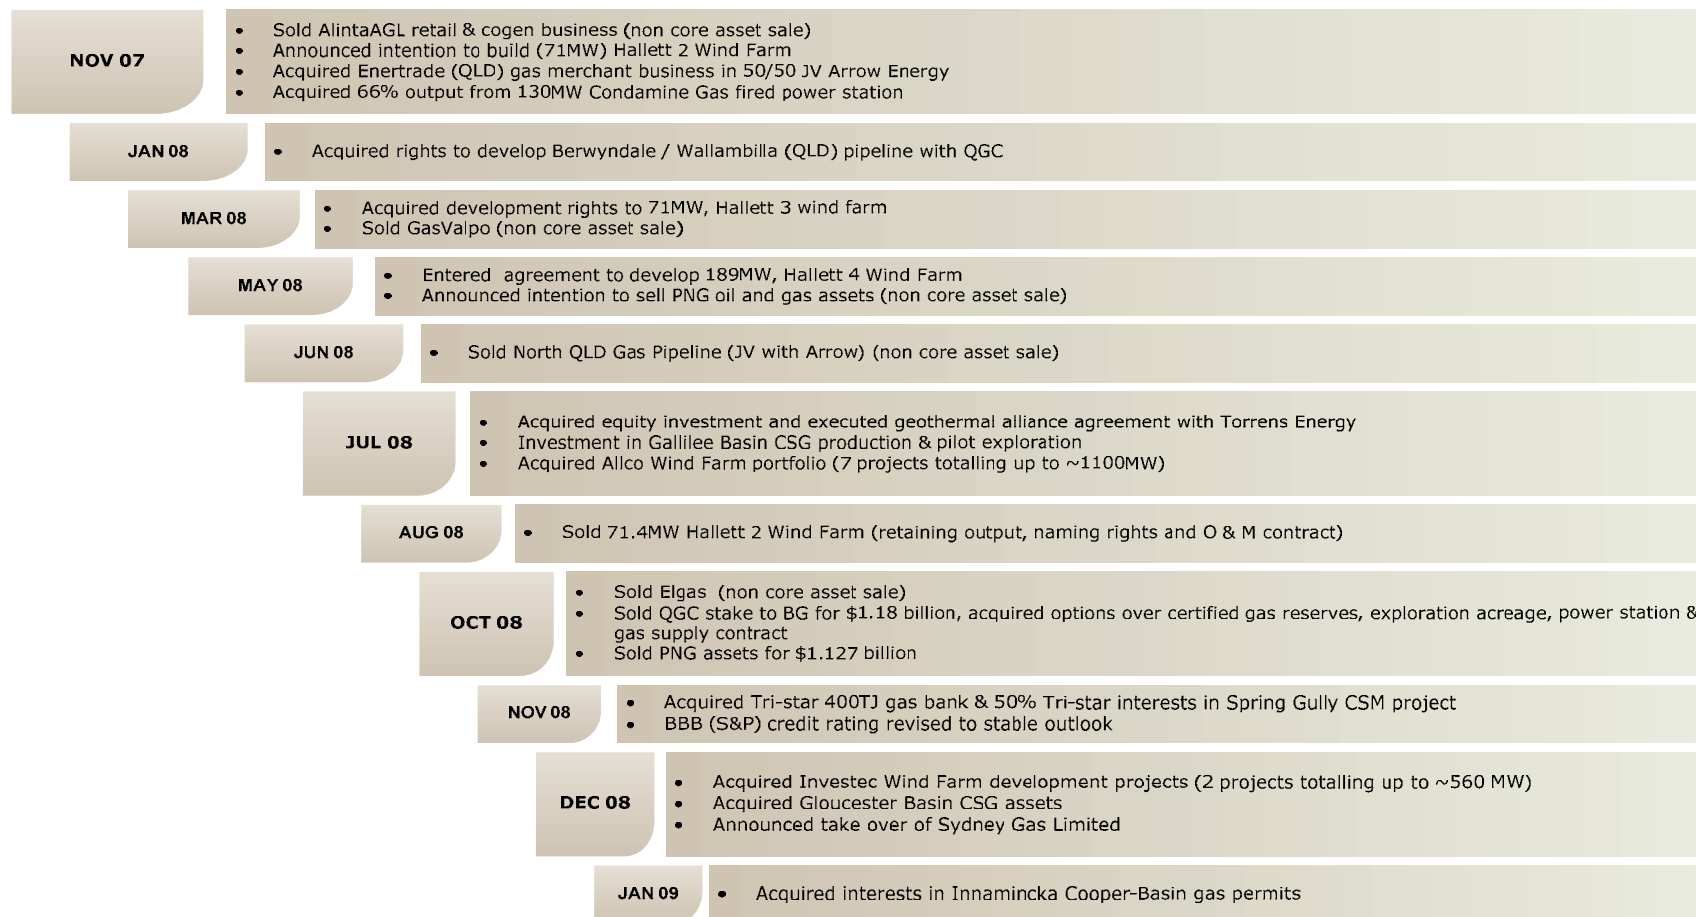 NOV 07
• Sold AlintaAGL retail & cogen business (non core asset sale)
• Announced intention to build (71MW) Hallett 2 Wind Farm
• Acquired Enertrade (QLD) gas merchant business in 50/50 JV Arrow Energy
• Acquired 66% output from 130MW Condamine Gas fired power station
JAN 08
• Acquired rights to develop Berwyndale / Wallambilla (QLD) pipeline with QGC
MAR 08
• Acquired development rights to 71MW, Hallett 3 wind farm
• Sold GasValpo (non core asset sale)
MAY 08
• Entered agreement to develop 189MW, Hallett 4 Wind Farm
• Announced intention to sell PNG oil and gas assets (non core asset sale)
JUN 08
• Sold North QLD Gas Pipeline (JV with Arrow) (non core asset sale)
JUL 08
• Acquired equity investment and executed geothermal alliance agreement with Torrens Energy
• Investment in Gallilee Basin CSG production & pilot exploration
• Acquired Allco Wind Farm portfolio (7 projects totalling up to ~1100MW)
AUG 08
• Sold 71.4MW Hallett 2 Wind Farm (retaining output, naming rights and O & M contract)
OCT 08
• Sold Elgas (non core asset sale)
• Sold QGC stake to BG for $1.18 billion, acquired options over certified gas reserves, exploration acreage, power station &
gas supply contract
• Sold PNG assets for $1.127 billion
NOV 08
• Acquired Tri-star 400TJ gas bank & 50% Tri-star interests in Spring Gully CSM project
• BBB (S&P) credit rating revised to stable outlook
DEC 08
• Acquired Investec Wind Farm development projects (2 projects totalling up to ~560 MW)
• Acquired Gloucester Basin CSG assets
• Announced take over of Sydney Gas Limited
JAN 09
• Acquired interests in Innamincka Cooper-Basin gas permits